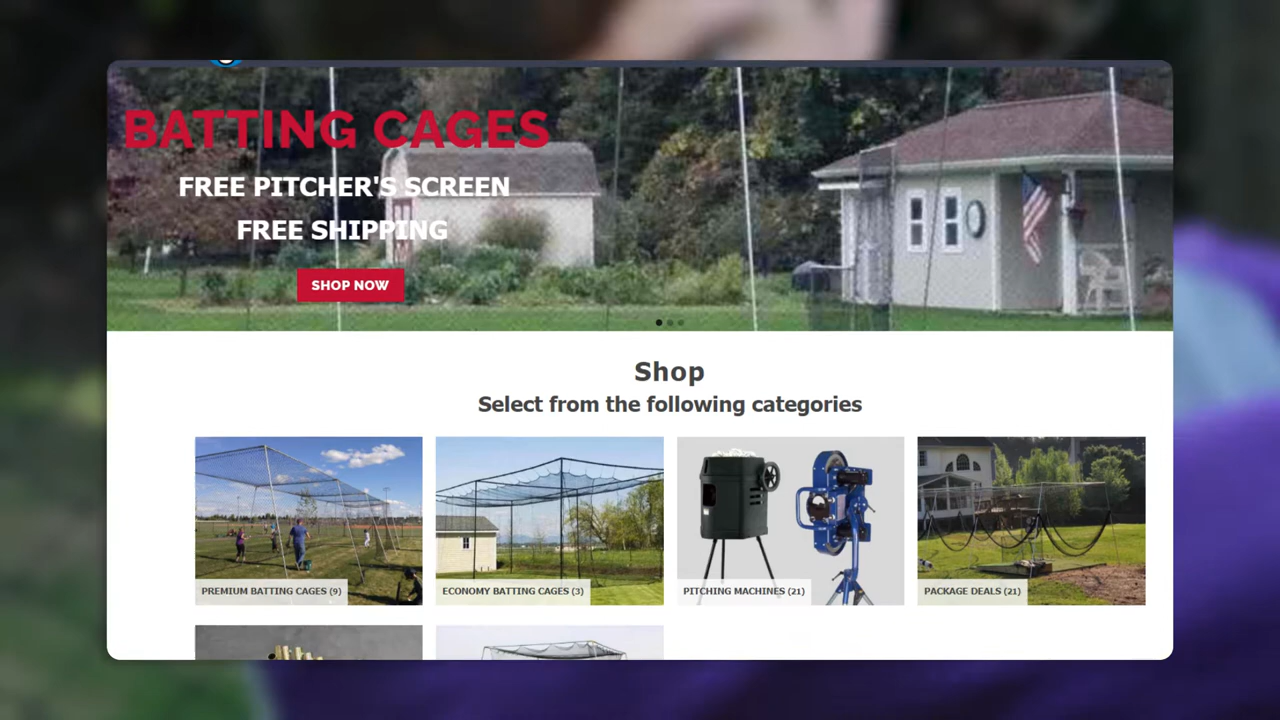 BATTING CAGES
FREE PITCHER'S SCREEN
FREE SHIPPING
SHOP NOW
Shop
Select from the following categories
PREMIUM BATTING CAGES (9)
ECONOMY BATTING CAGES (3)
PITCHING MACHINES (21)
PACKAGE DEALS (21)